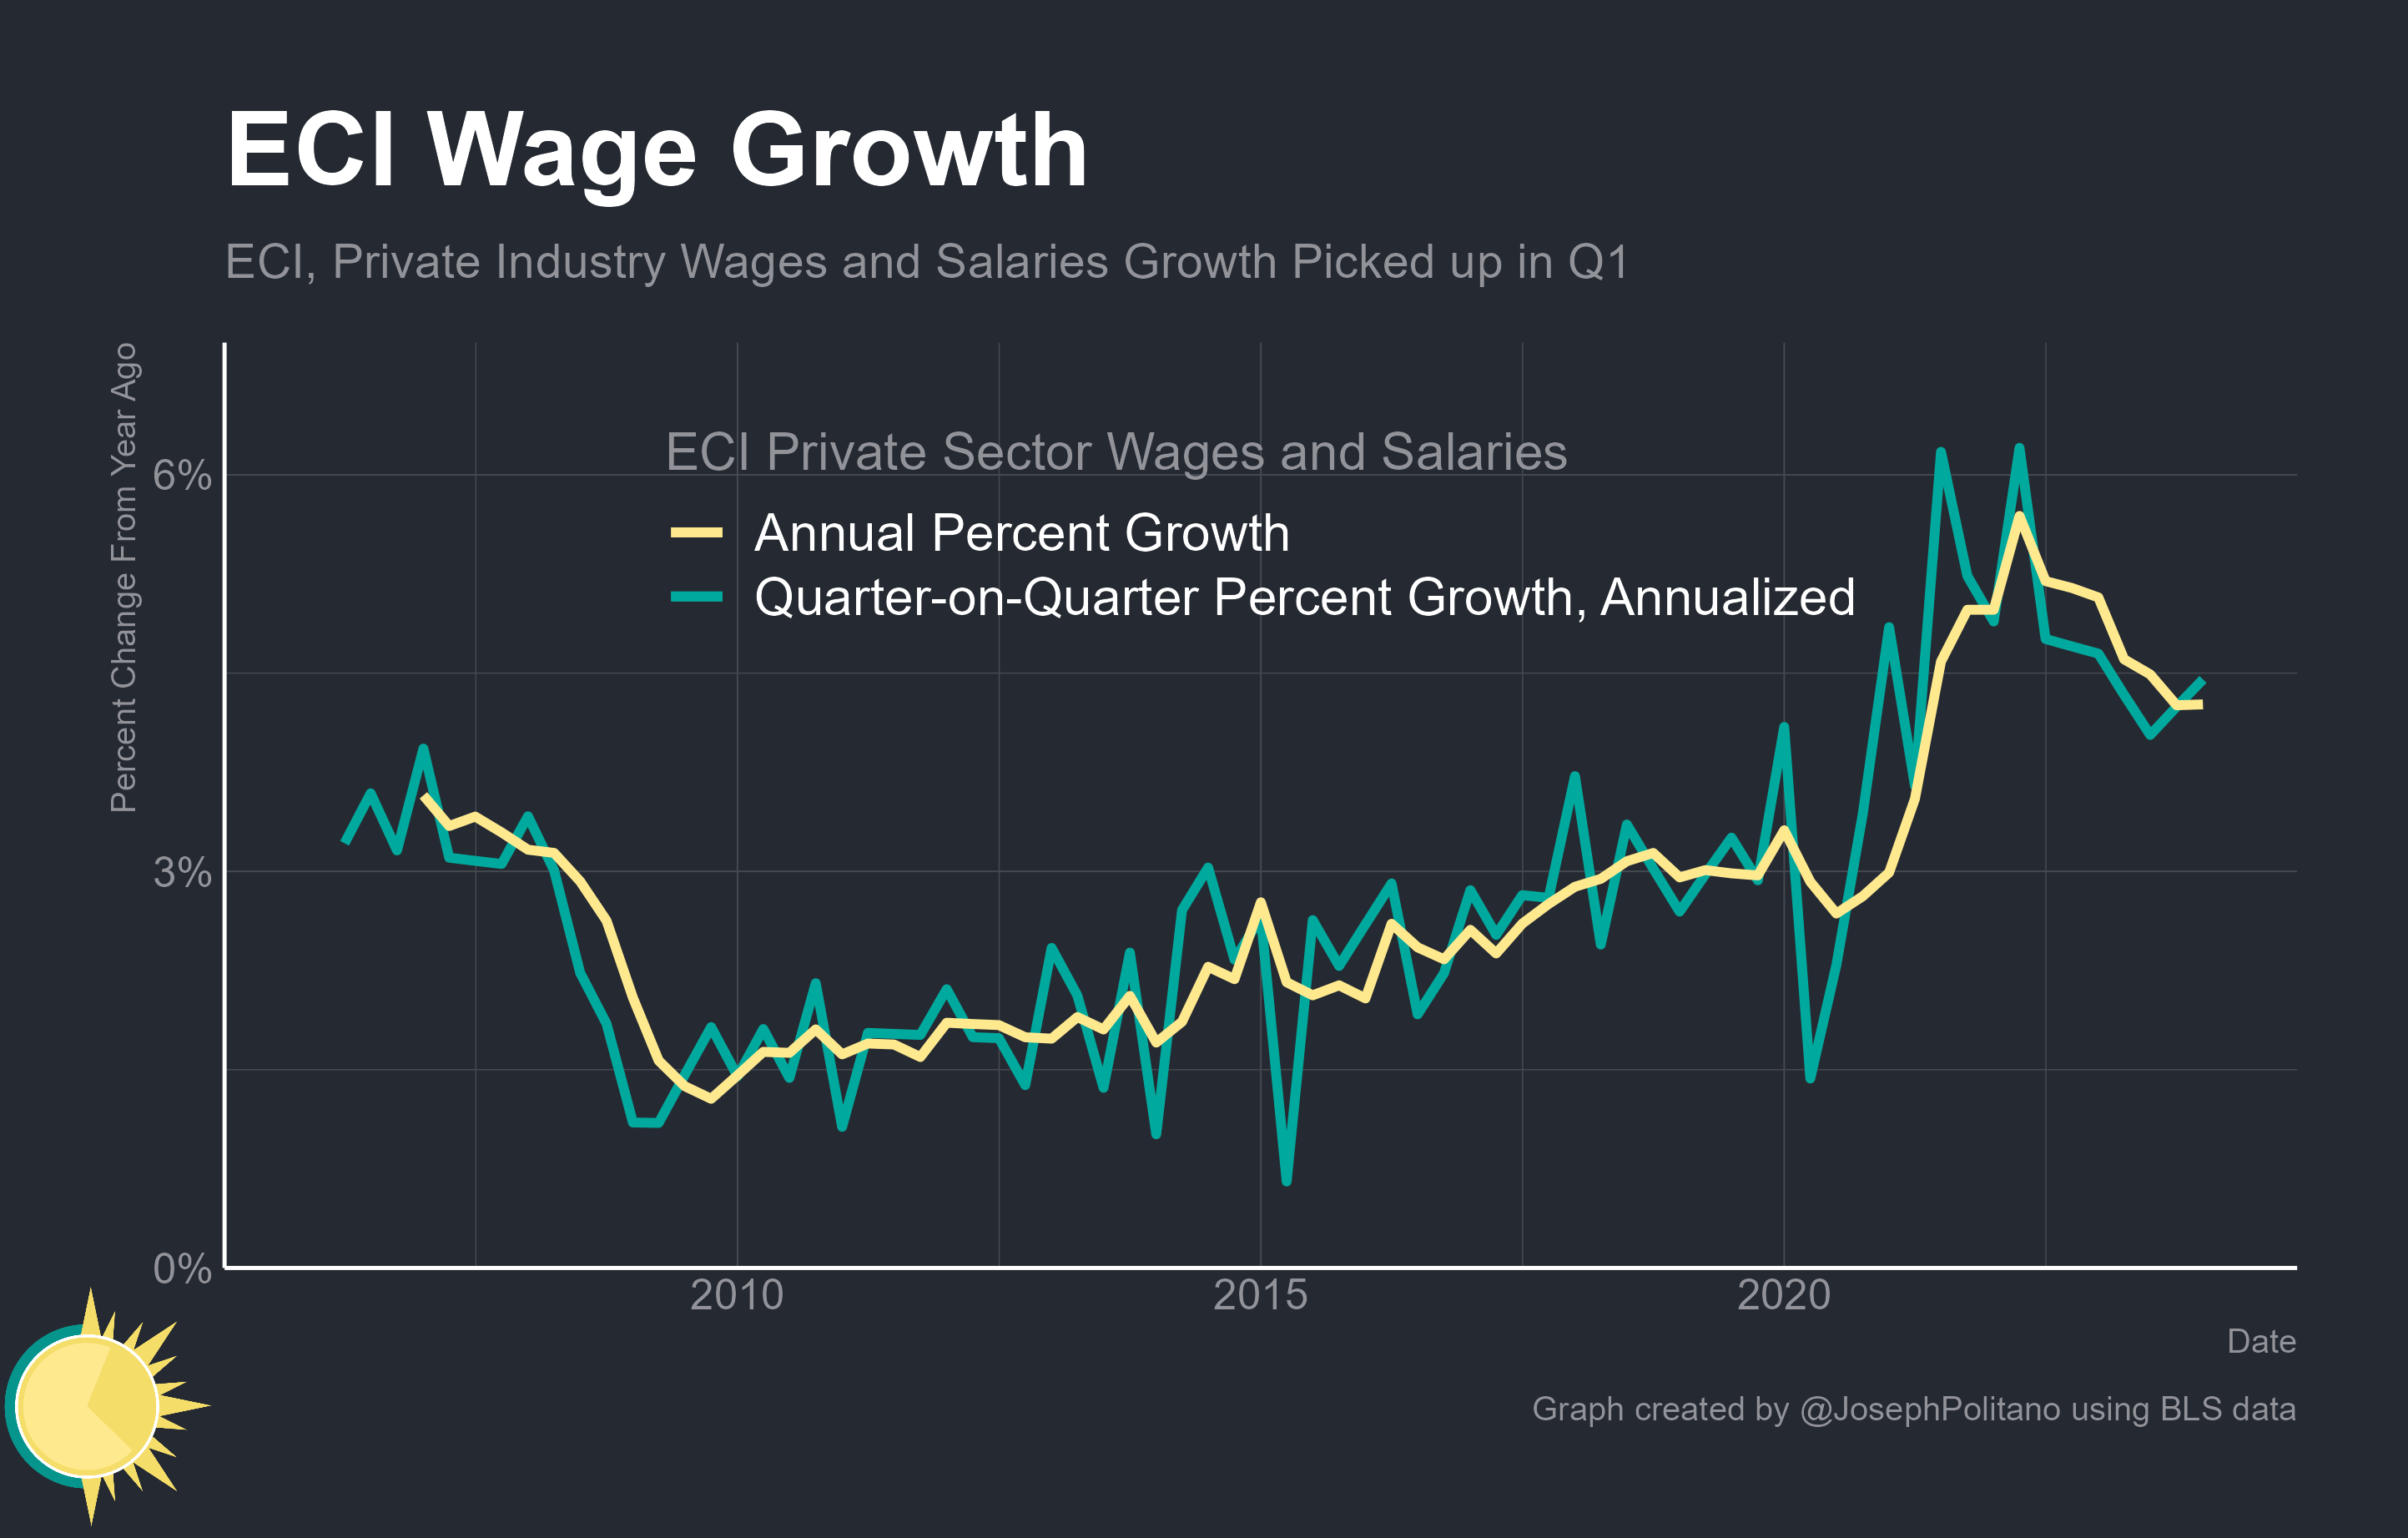 ECI Wage Growth
ECI, Private Industry Wages and Salaries Growth Picked up in Q1
Percent Change From Year Ago
ECI Private Sector Wages and Salaries
6%
Annual Percent Growth
Quarter-on-Quarter Percent Growth, Annualized
3%
0%
2010
2015
2020
Date
Graph created by @JosephPolitano using BLS data